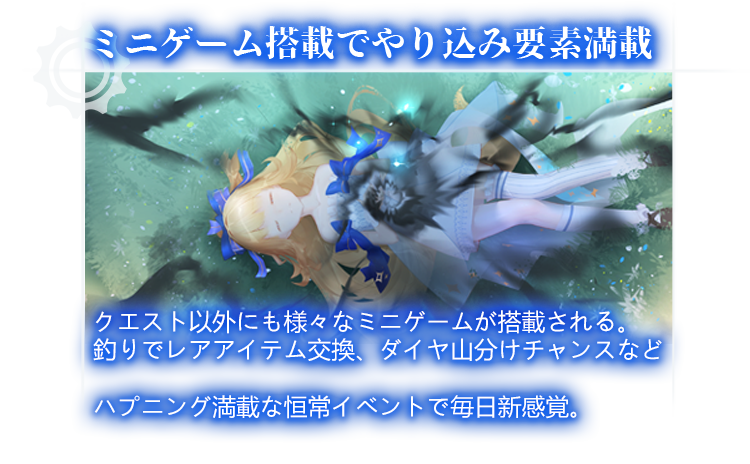 ミニゲーム搭載でやり込み要素満載
クエスト以外にも様々なミニゲームが搭載される。
釣りでレアアイテム交換、ダイヤ山分けチャンスなど
ハプニング満載な恒常イベントで毎日新感覚。